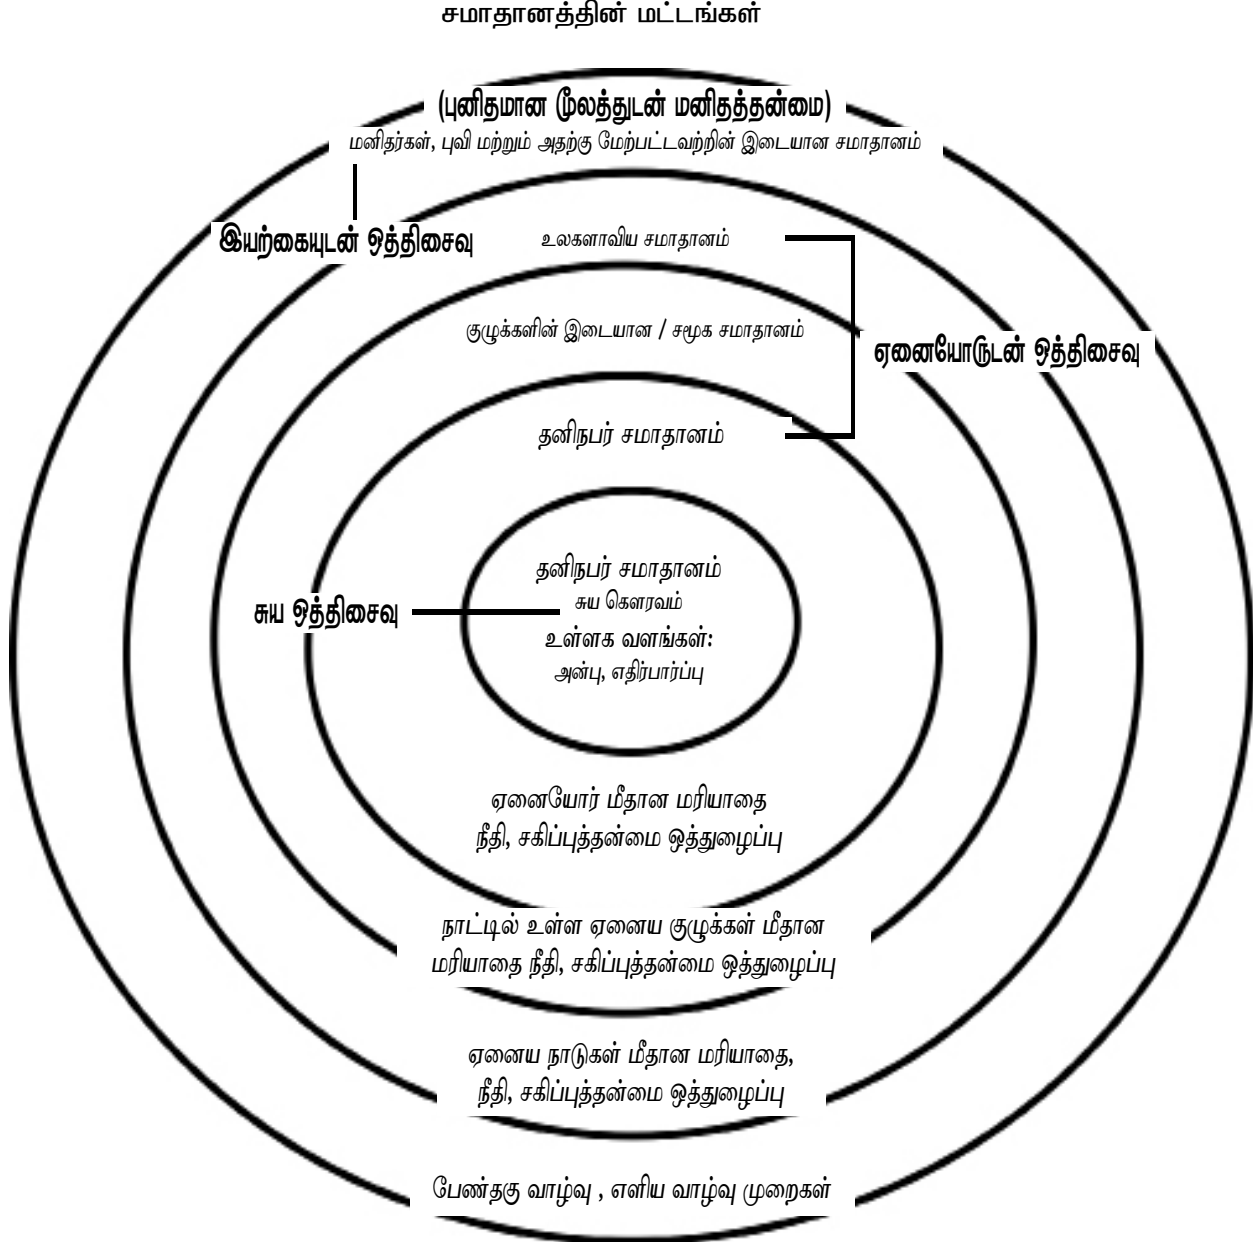 சமாதானத்தின் மட்டங்கள்
(புனிதமான மூலத்துடன் மனிதத்தன்மை)
மனிதர்கள், புவி மற்றும் அதற்கு மேற்பட்டவற்றின் இடையான சமாதானம்
இயற்கையுடன் ஒத்திசைவு
உலகளாவிய சமாதானம்
குழுக்களின் இடையான / சமூக சமாதானம்
ஏனையோருடன் ஒத்திசைவு
தனிநபர் சமாதானம்
தனிநபர் சமாதானம்
சுய கௌரவம்
சுய ஒத்திசைவு
உள்ளக வளங்கள்:
அன்பு, எதிர்பார்ப்பு
ஏனையோர் மீதான மரியாதை
நீதி, சகிப்புத்தன்மை ஒத்துழைப்பு
நாட்டில் உள்ள ஏனைய குழுக்கள் மீதான
மரியாதை நீதி, சகிப்புத்தன்மை ஒத்துழைப்பு
ஏனைய நாடுகள் மீதான மரியாதை,
நீதி, சகிப்புத்தன்மை ஒத்துழைப்பு
பேண்தகு வாழ்வு , எளிய வாழ்வு முறைகள்